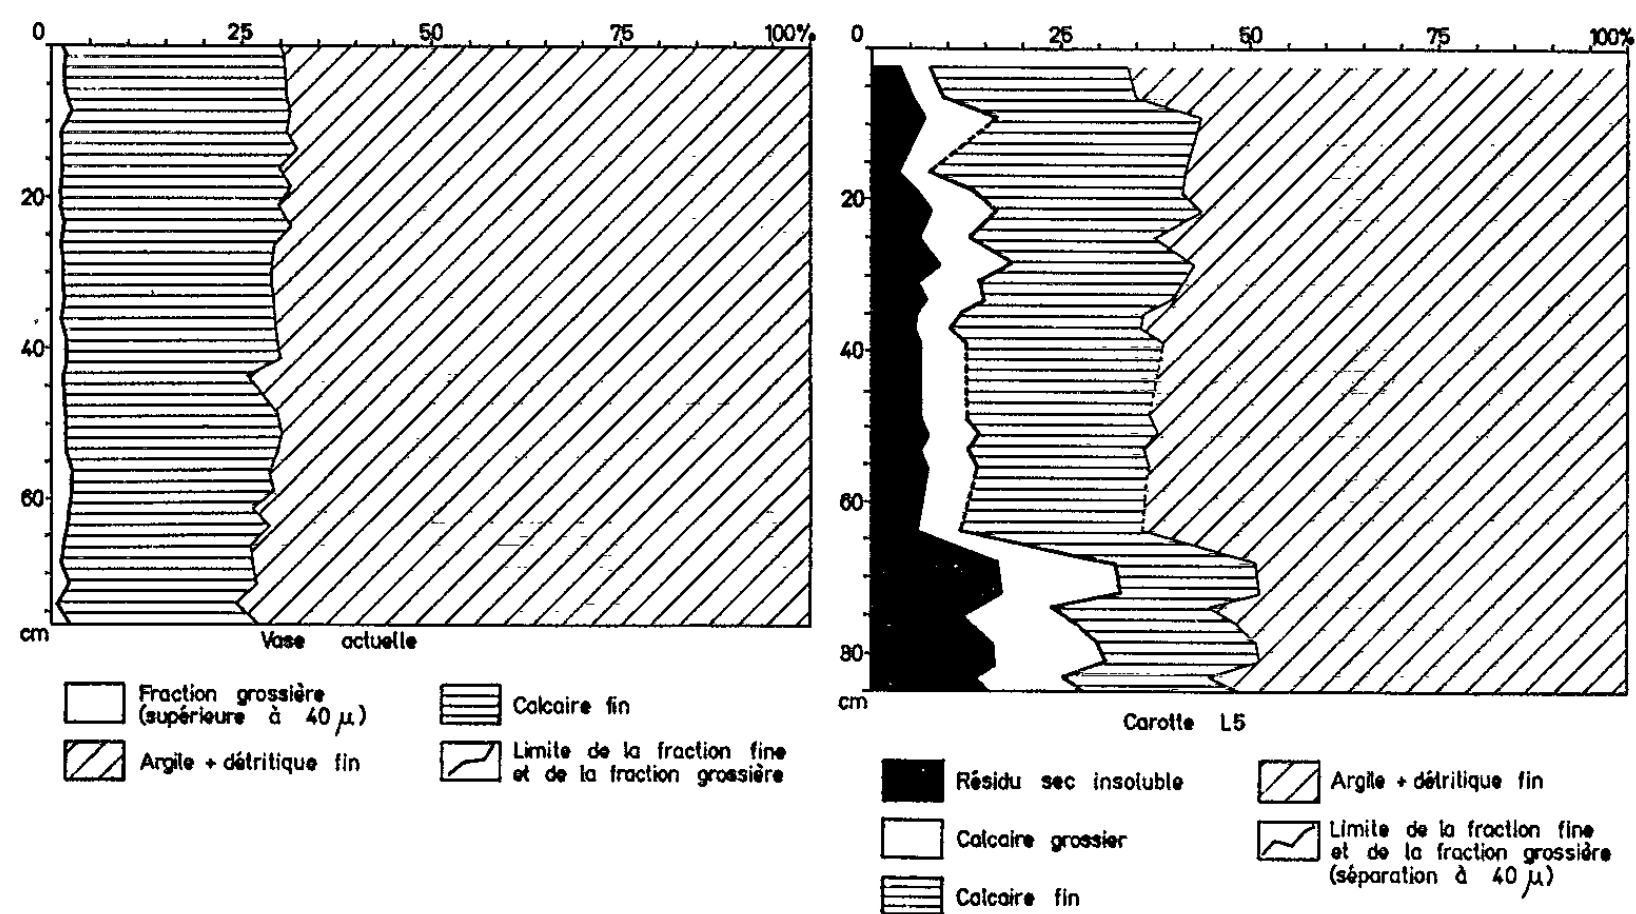 0 25 50 75 100%
20
40
60
cm
Vase actuelle
Fraction grossière
(supérieure à 40 µ)
Calcaire fin
Argile + détritique fin
Limite de la fraction fine
et de la fraction grossière
0 25 50 75 100%
20
40
60
80
cm
Carotte L5
Résidu sec insoluble
Argile + détritique fin
Calcaire grossier
Limite de la fraction fine
et de la fraction grossière
(séparation à 40 µ)
Calcaire fin